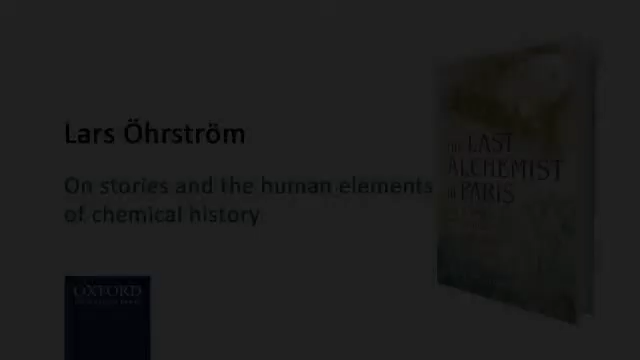 Lars Öhrström
On stories and the human elements
of chemical history
THE LAST
ALCHEMIST
IN PARIS
OXFORD